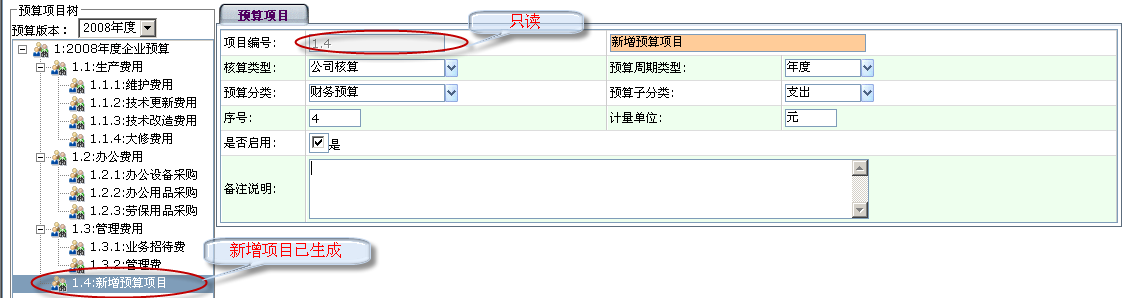 预算项目树
预算版本： 2008年度
1:2008年度企业预算
1.1:生产费用
1.1.1:维护费用
1.1.2:技术更新费用
1.1.3:技术改造费用
1.1.4:大修费用
1.2:办公费用
1.2.1:办公设备采购
1.2.2:办公用品采购
1.2.3:劳保用品采购
1.3:管理费用
1.3.1:业务招待费
1.3.2:管理费
1.4:新增预算项目
新增项目已生成
预算项目
只读
项目编号: 1.4 新增预算项目
核算类型: 公司核算 预算周期类型: 年度
预算分类: 财务预算 预算子分类: 支出
序号: 4 计量单位: 元
是否启用: 是
备注说明: